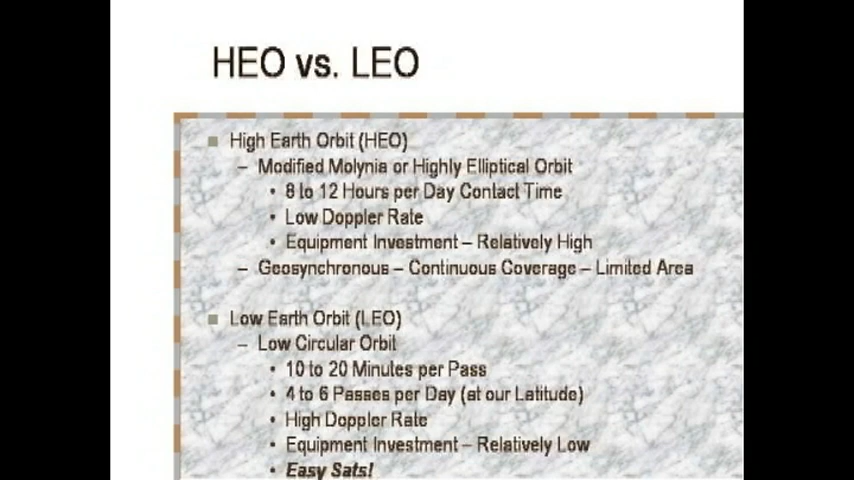 HEO vs. LEO
High Earth Orbit (HEO)
– Modified Molynia or Highly Elliptical Orbit
• 8 to 12 Hours per Day Contact Time
• Low Doppler Rate
• Equipment Investment – Relatively High
– Geosynchronous – Continuous Coverage – Limited Area
Low Earth Orbit (LEO)
– Low Circular Orbit
• 10 to 20 Minutes per Pass
• 4 to 6 Passes per Day (at our Latitude)
• High Doppler Rate
• Equipment Investment – Relatively Low
• Easy Sats!